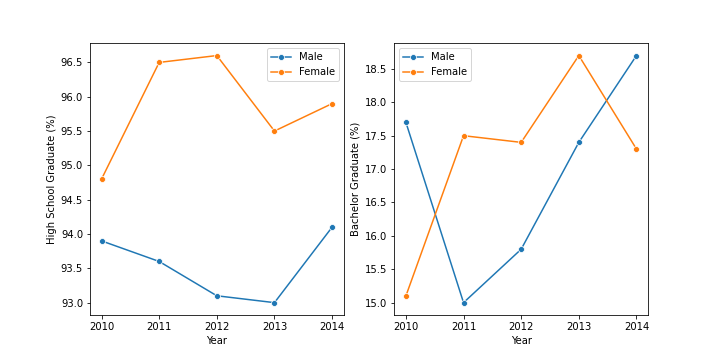 Male
Female
96.5
96.0
95.5
95.0
94.5
94.0
93.5
93.0
High School Graduate (%)
2010 2011 2012 2013 2014
Year
Male
Female
18.5
18.0
17.5
17.0
16.5
16.0
15.5
15.0
Bachelor Graduate (%)
2010 2011 2012 2013 2014
Year